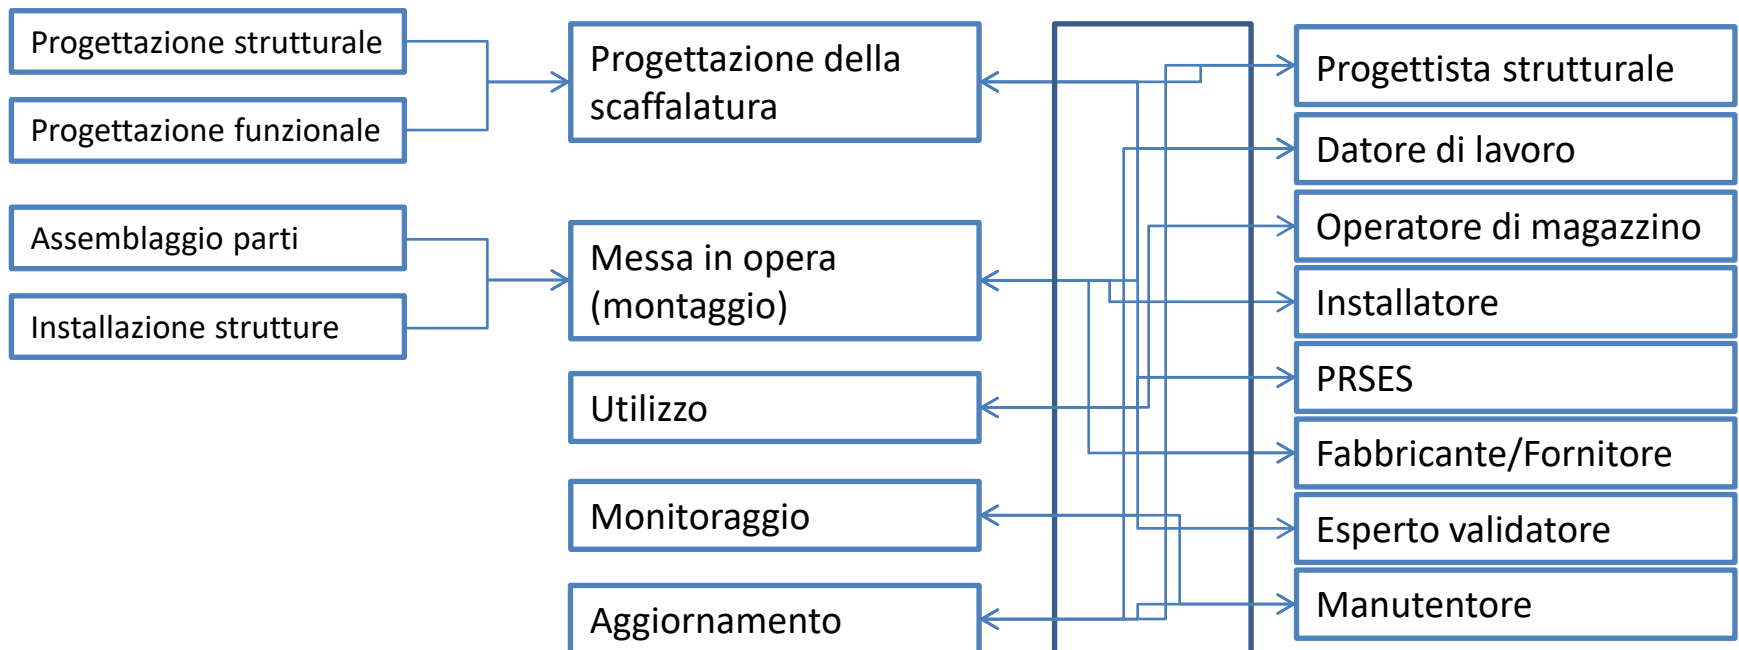 Progettazione strutturale
Progettazione funzionale
Assemblaggio parti
Installazione strutture
Progettazione della
scaffalatura
Messa in opera
(montaggio)
Utilizzo
Monitoraggio
Aggiornamento
Progettista strutturale
Datore di lavoro
Operatore di magazzino
Installatore
PRSES
Fabbricante/Fornitore
Esperto validatore
Manutentore